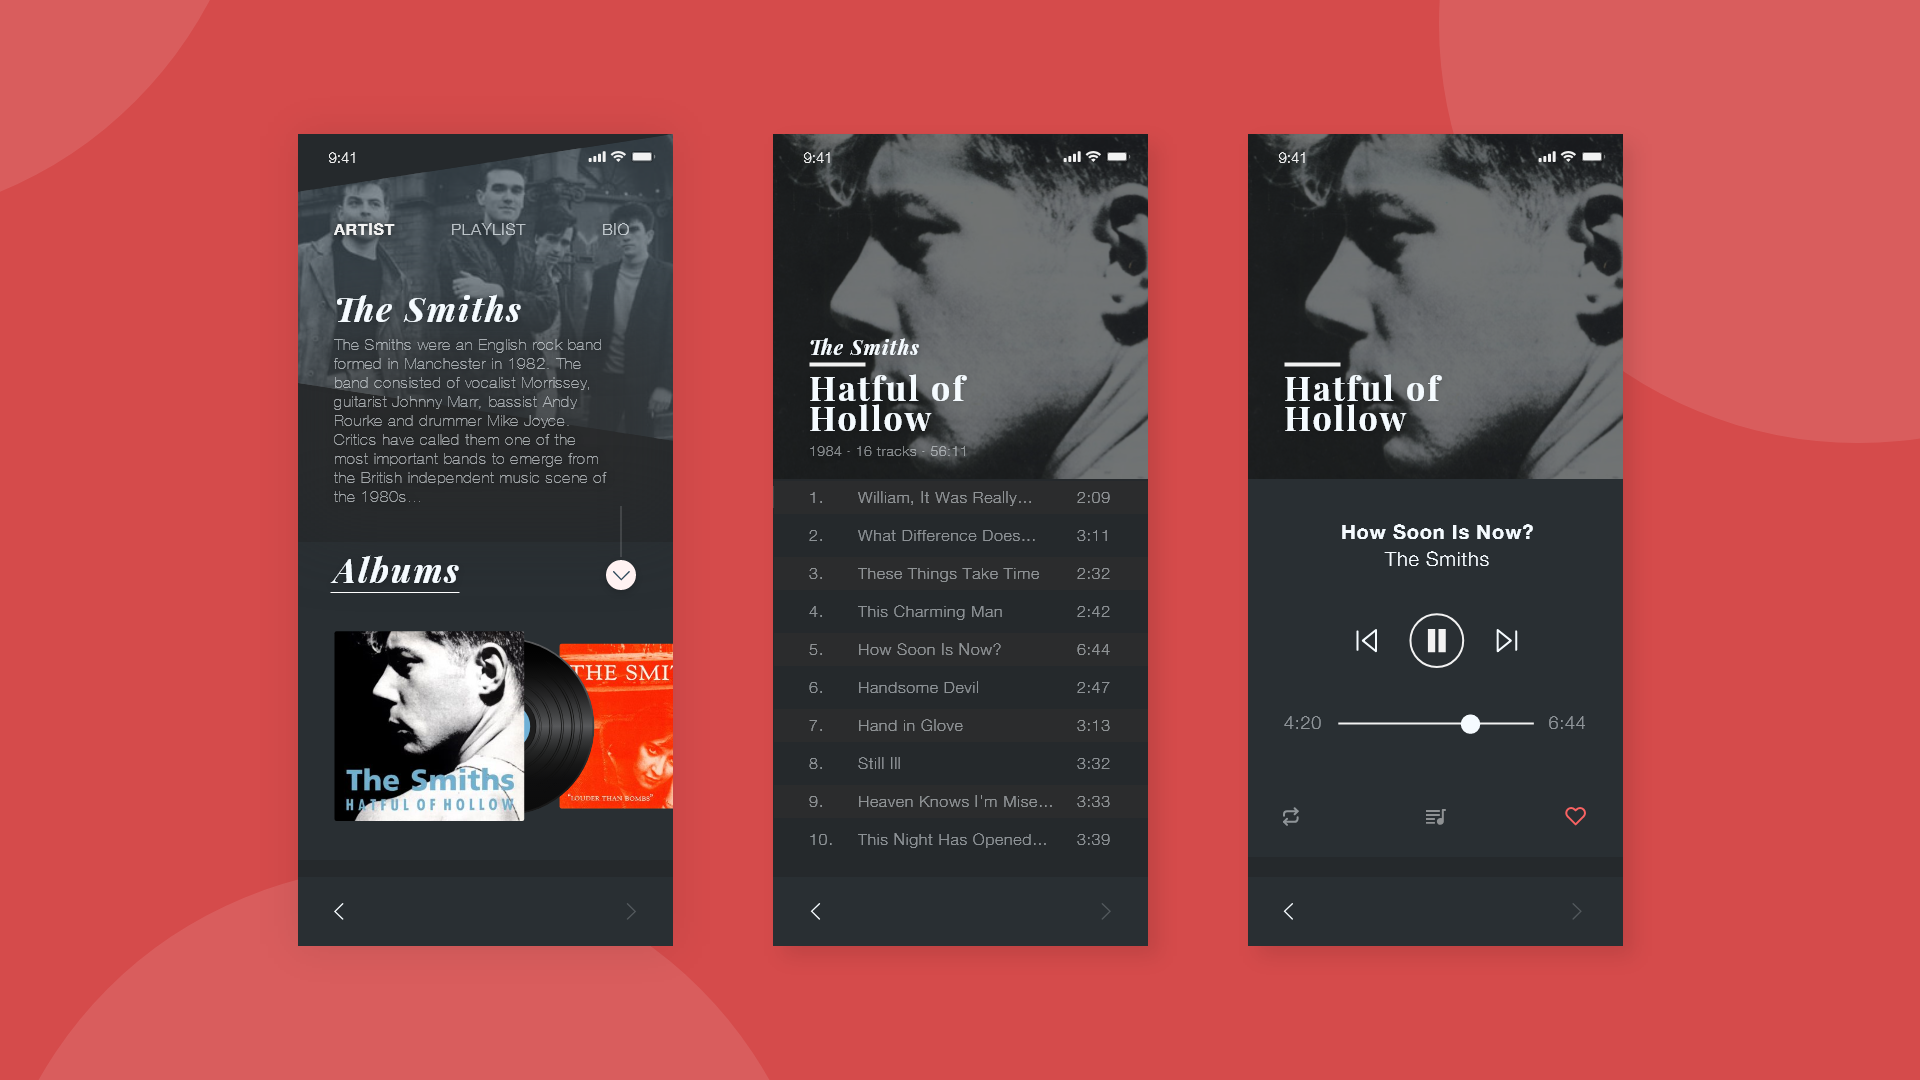 9:41
ARTIST PLAYLIST BIO
The Smiths
The Smiths were an English rock band
formed in Manchester in 1982. The
band consisted of vocalist Morrissey,
guitarist Johnny Marr, bassist Andy
Rourke and drummer Mike Joyce.
Critics have called them one of the
most important bands to emerge from
the British independent music scene of
the 1980s...
Albums
The Smiths
HATFUL OF HOLLOW
THE SMIT
"LOUDER THAN BOMBS"
9:41
The Smiths
Hatful of
Hollow
1984 - 16 tracks - 56:11
1. William, It Was Really... 2:09
2. What Difference Does... 3:11
3. These Things Take Time 2:32
4. This Charming Man 2:42
5. How Soon Is Now? 6:44
6. Handsome Devil 2:47
7. Hand in Glove 3:13
8. Still Ill 3:32
9. Heaven Knows I'm Mise... 3:33
10. This Night Has Opened... 3:39
9:41
Hatful of
Hollow
How Soon Is Now?
The Smiths
4:20 6:44